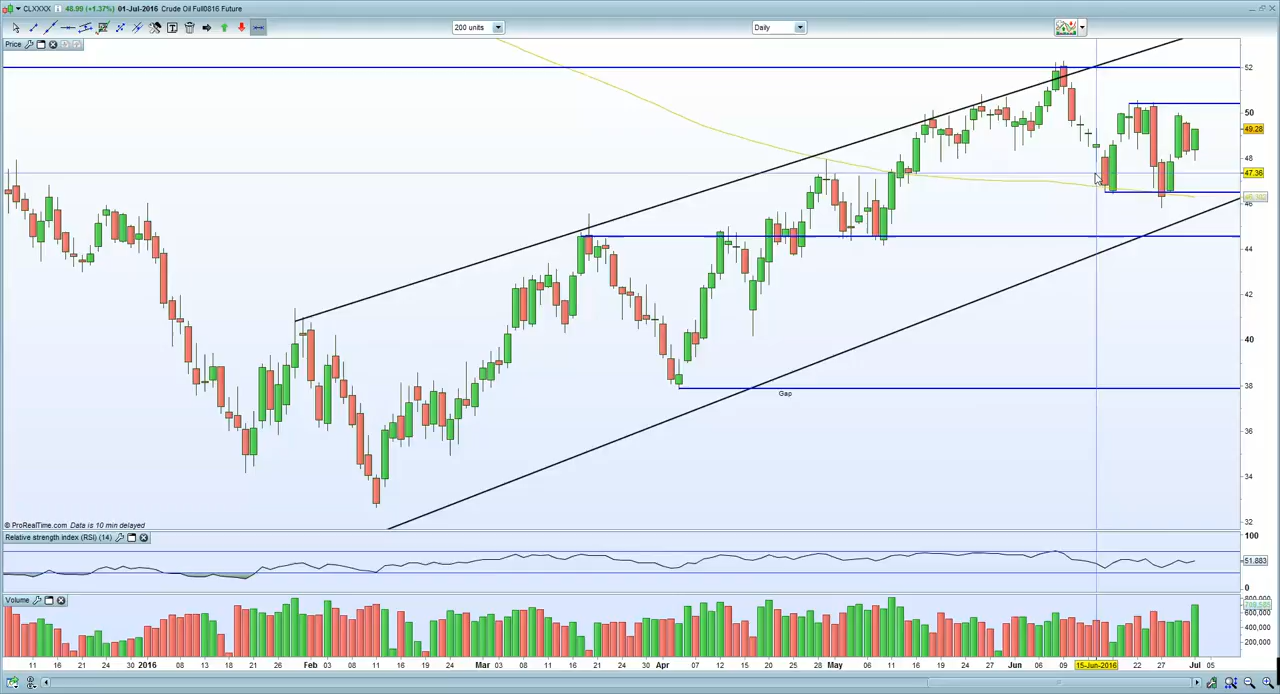 CLXXXX 48.99 (+1.37%) 01-Jul-2016 Crude Oil Full0816 Future
200 units
Daily
Price
52
50
49.28
48
47.36
46
44
42
40
38
Gap
36
34
32
© ProRealTime.com Data is 10 min delayed
Relative strength index (RSI) (14)
100
51.883
0
Volume
800,000
600,000
400,000
200,000
11 16 21 24 30 2016 08 13 18 21 26 Feb 03 08 11 16 19 24 Mar 03 08 11 16 21 24 30 Apr 07 12 15 20 25 28 May 06 11 16 19 24 27 Jun 06 09 15-Jun-2016 22 27 Jul 05